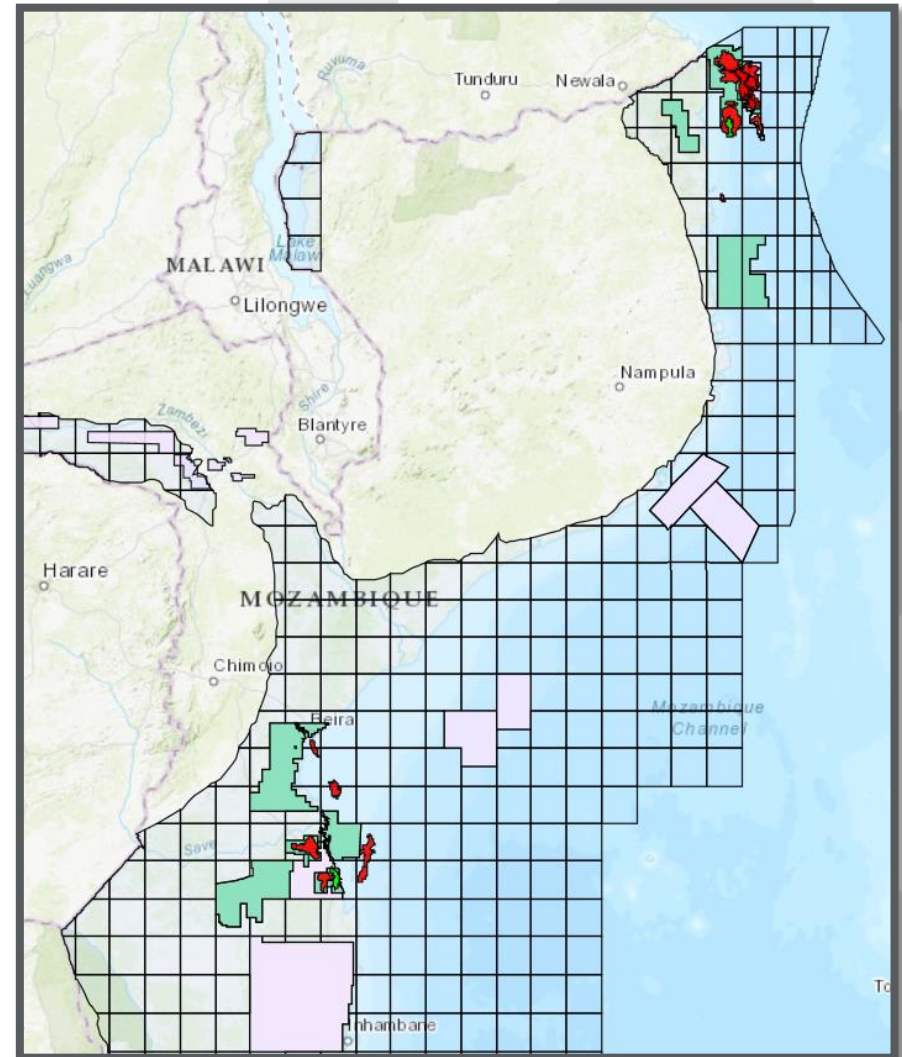 Ruvuma
Tunduru
Newala
Lake
Malawi
MALAWI
Luangwa
Lilongwe
Nampula
Shire
Zambezi
Blantyre
Harare
MOZAMBIQUE
Chimoio
Mozambique
Channel
Beira
Save
Inhambane